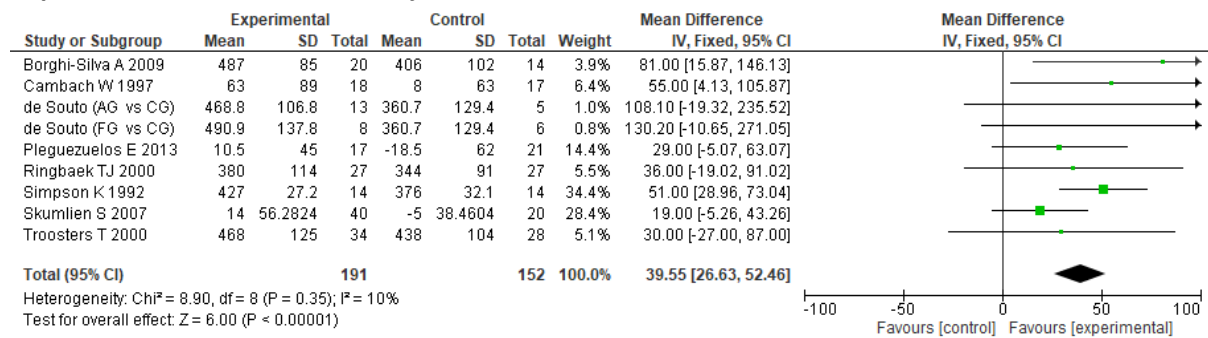 Experimental Control Mean Difference Mean Difference
Study or Subgroup Mean SD Total Mean SD Total Weight IV, Fixed, 95% CI IV, Fixed, 95% CI
Borghi-Silva A 2009 487 85 20 406 102 14 3.9% 81.00 [15.87, 146.13]
Cambach W 1997 63 89 18 8 63 17 6.4% 55.00 [4.13, 105.87]
de Souto (AG vs CG) 468.8 106.8 13 360.7 129.4 5 1.0% 108.10 [-19.32, 235.52]
de Souto (FG vs CG) 490.9 137.8 8 360.7 129.4 6 0.8% 130.20 [-10.65, 271.05]
Pleguezuelos E 2013 10.5 45 17 -18.5 62 21 14.4% 29.00 [-5.07, 63.07]
Ringbaek TJ 2000 380 114 27 344 91 27 5.5% 36.00 [-19.02, 91.02]
Simpson K 1992 427 27.2 14 376 32.1 14 34.4% 51.00 [28.96, 73.04]
Skumlien S 2007 14 56.2824 40 -5 38.4604 20 28.4% 19.00 [-5.26, 43.26]
Troosters T 2000 468 125 34 438 104 28 5.1% 30.00 [-27.00, 87.00]
Total (95% CI) 191 152 100.0% 39.55 [26.63, 52.46]
Heterogeneity: Chi² = 8.90, df = 8 (P = 0.35); I² = 10%
Test for overall effect: Z = 6.00 (P < 0.00001)
-100 -50 0 50 100
Favours [control] Favours [experimental]